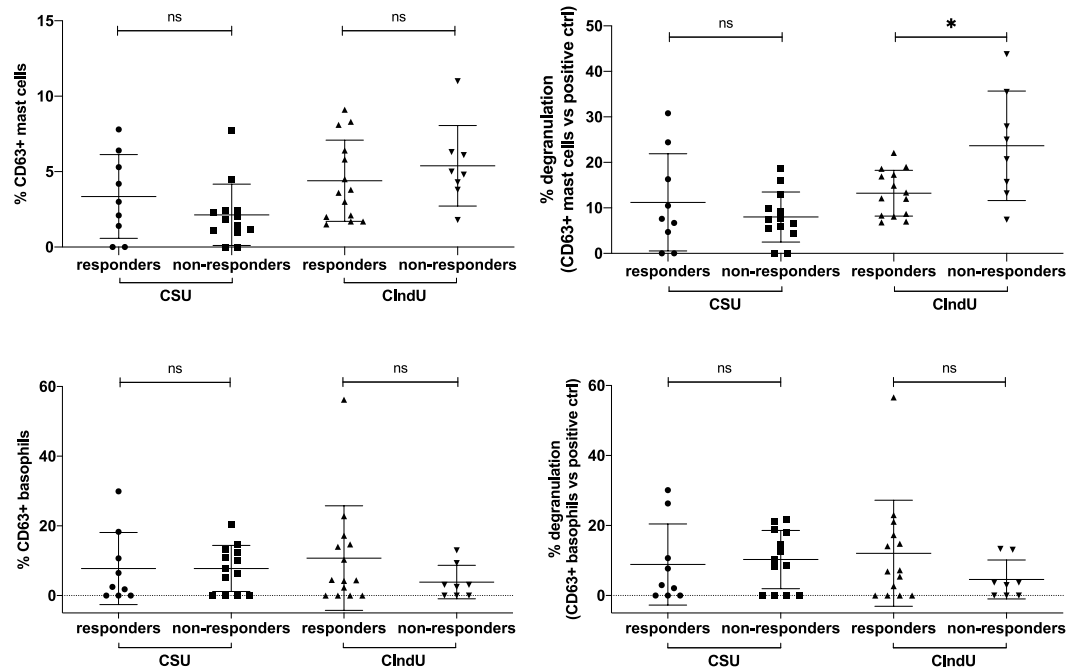 ns
ns
% CD63+ mast cells
15
10
5
0
responders
non-responders
responders
non-responders
CSU
CIndU
ns
*
% degranulation
(CD63+ mast cells vs positive ctrl)
50
40
30
20
10
0
responders
non-responders
responders
non-responders
CSU
CIndU
ns
ns
% CD63+ basophils
60
40
20
0
responders
non-responders
responders
non-responders
CSU
CIndU
ns
ns
% degranulation
(CD63+ basophils vs positive ctrl)
60
40
20
0
responders
non-responders
responders
non-responders
CSU
CIndU